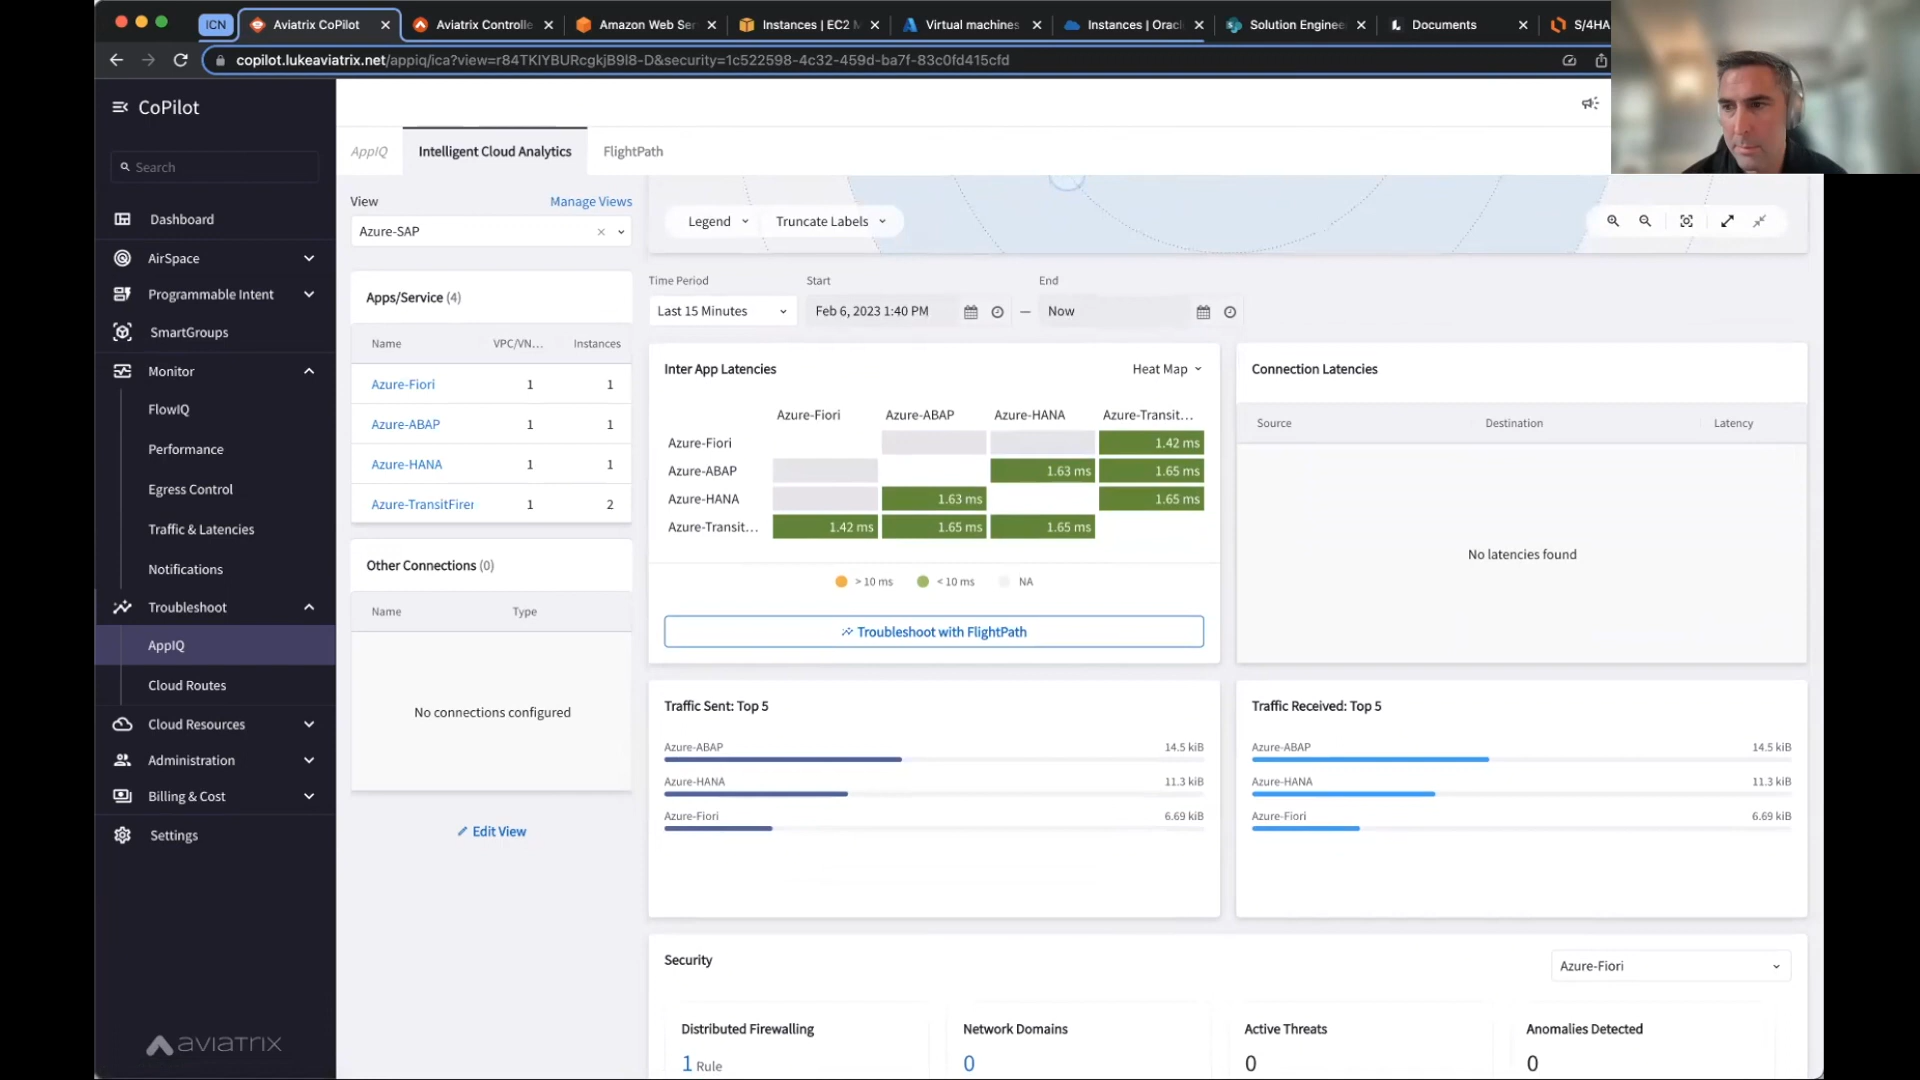 ICN
Aviatrix CoPilot
Aviatrix Controlle
Amazon Web Ser
Instances | EC2 M
Virtual machines
Instances | Oracl
Solution Enginee
Documents
S/4HA
copilot.lukeaviatrix.net/appiq/ica?view=r84TKIYBURcgkjB9I8-D&security=1c522598-4c32-459d-ba7f-83c0fd415cfd
CoPilot
Search
Dashboard
AirSpace
Programmable Intent
SmartGroups
Monitor
FlowIQ
Performance
Egress Control
Traffic & Latencies
Notifications
Troubleshoot
AppIQ
Cloud Routes
Cloud Resources
Administration
Billing & Cost
Settings
aviatrix
AppIQ
Intelligent Cloud Analytics
FlightPath
View
Manage Views
Azure-SAP
Apps/Service (4)
Name VPC/VN... Instances
Azure-Fiori 1 1
Azure-ABAP 1 1
Azure-HANA 1 1
Azure-TransitFirer 1 2
Other Connections (0)
Name Type
No connections configured
Edit View
Legend
Truncate Labels
Time Period
Start
End
Last 15 Minutes
Feb 6, 2023 1:40 PM
—
Now
Inter App Latencies
Heat Map
Azure-Fiori Azure-ABAP Azure-HANA Azure-Transit...
Azure-Fiori 1.42 ms
Azure-ABAP 1.63 ms 1.65 ms
Azure-HANA 1.63 ms 1.65 ms
Azure-Transit... 1.42 ms 1.65 ms 1.65 ms
> 10 ms < 10 ms NA
Troubleshoot with FlightPath
Connection Latencies
Source Destination Latency
No latencies found
Traffic Sent: Top 5
Azure-ABAP 14.5 kiB
Azure-HANA 11.3 kiB
Azure-Fiori 6.69 kiB
Traffic Received: Top 5
Azure-ABAP 14.5 kiB
Azure-HANA 11.3 kiB
Azure-Fiori 6.69 kiB
Security
Azure-Fiori
Distributed Firewalling
1 Rule
Network Domains
0
Active Threats
0
Anomalies Detected
0